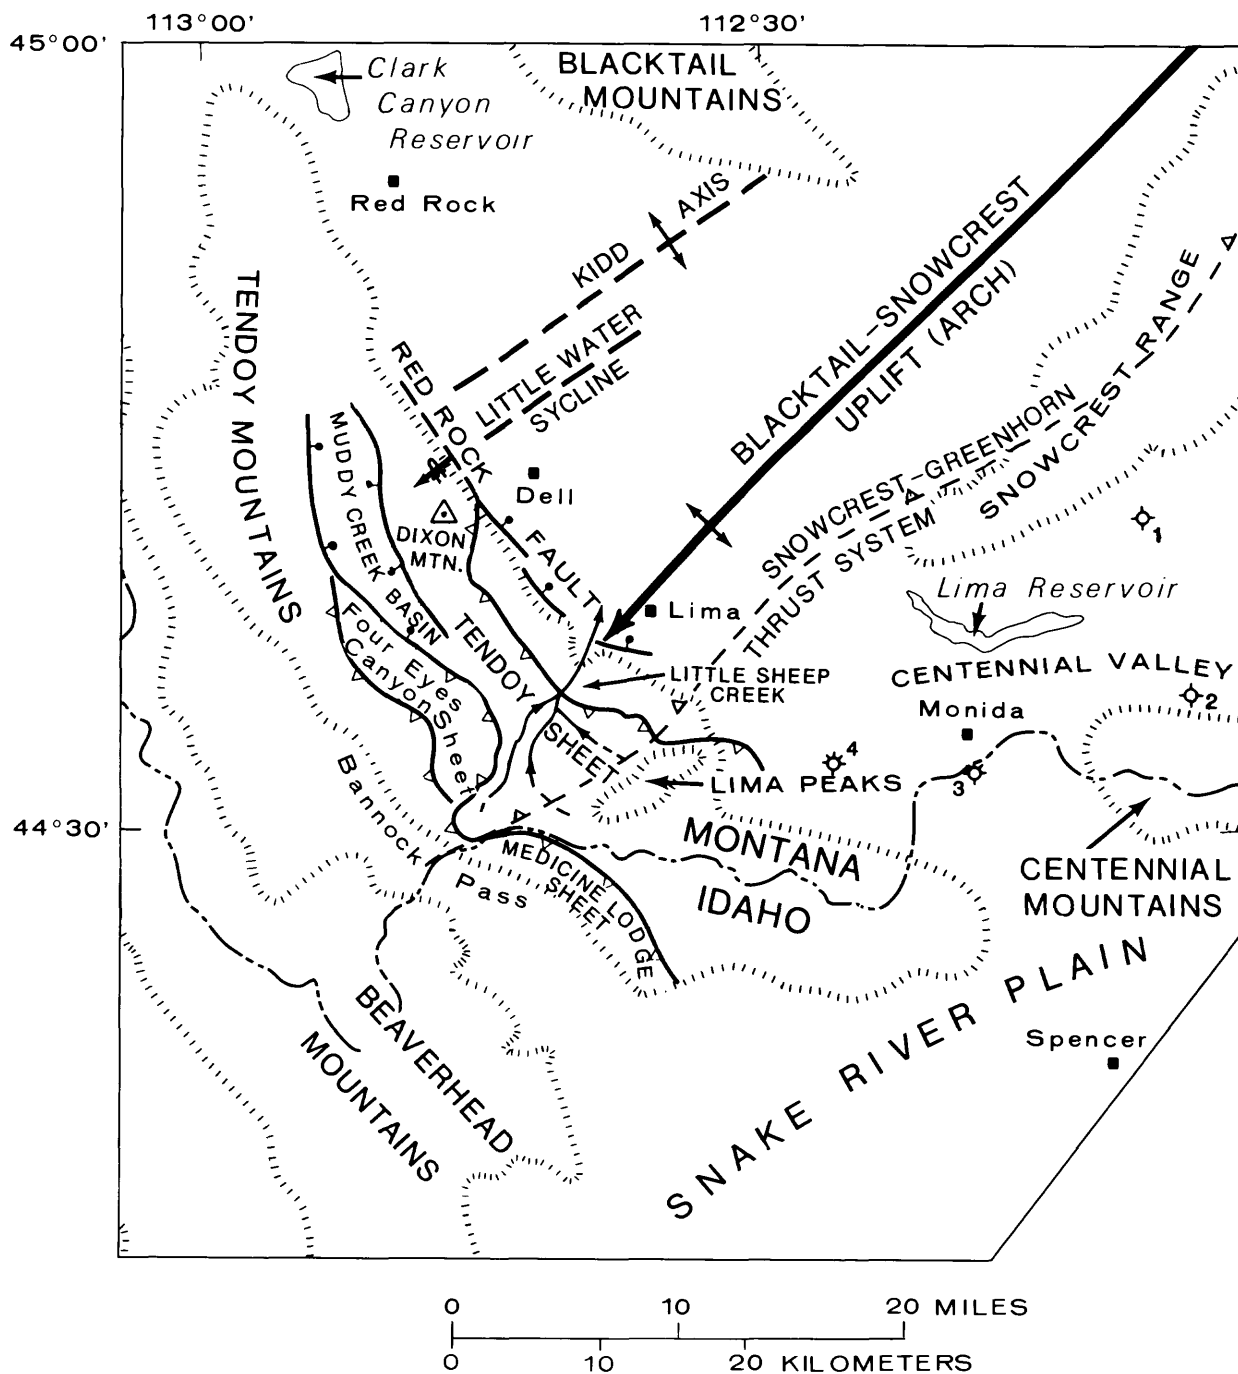 113°00'
112°30'
45°00'
BLACKTAIL
MOUNTAINS
Clark
Canyon
Reservoir
Red Rock
KIDD AXIS
BLACKTAIL-SNOWCREST
UPLIFT (ARCH)
LITTLE WATER
SYCLINE
TENDOY MOUNTAINS
RED ROCK FAULT
MUDDY CREEK BASIN
Dell
DIXON
MTN.
SNOWCREST RANGE
SNOWCREST-GREENHORN
THRUST SYSTEM
1
Lima Reservoir
Lima
Four Eyes
Canyon Sheet
TENDOY
SHEET
LITTLE SHEEP
CREEK
CENTENNIAL VALLEY
2
Monida
4
3
LIMA PEAKS
Bannock
Pass
44°30'
MONTANA
IDAHO
MEDICINE LODGE
SHEET
CENTENNIAL
MOUNTAINS
BEAVERHEAD
MOUNTAINS
SNAKE RIVER PLAIN
Spencer
0 10 20 MILES
0 10 20 KILOMETERS